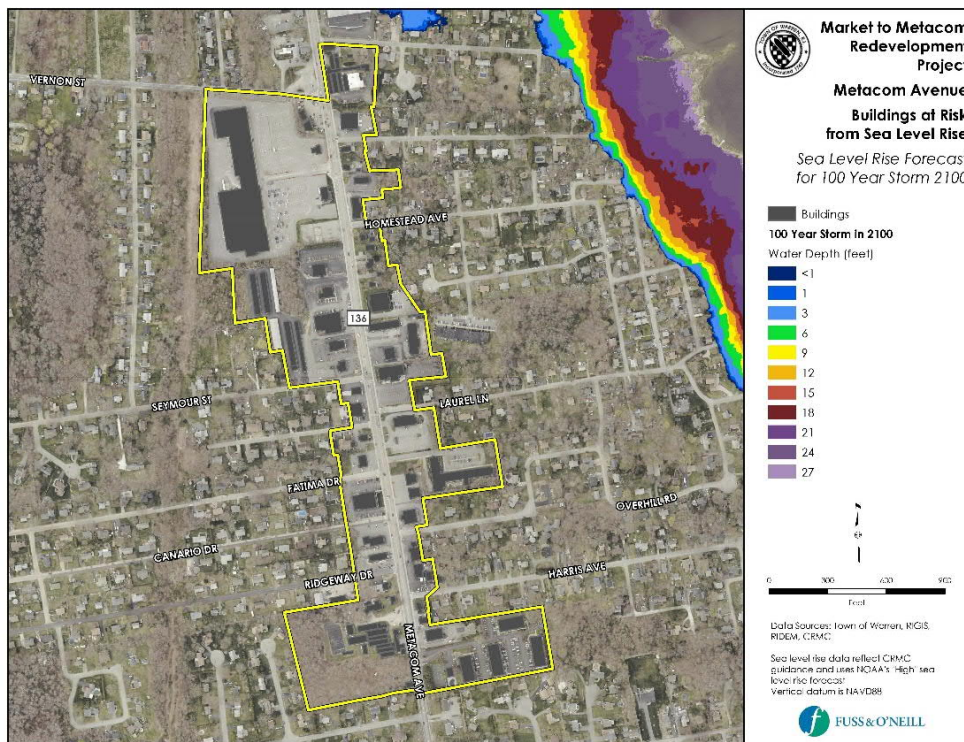 VERNON ST
HOMESTEAD AVE
136
SEYMOUR ST
LAUREL LN
FATIMA DR
OVERHILL RD
CANARIO DR
HARRIS AVE
RIDGEWAY DR
METACOM AVE
TOWN OF WARREN, R.I.
Market to Metacom
Redevelopment
Project
Metacom Avenue
Buildings at Risk
from Sea Level Rise
Sea Level Rise Forecast
for 100 Year Storm 2100
Buildings
100 Year Storm in 2100
Water Depth (feet)
<1
1
3
6
9
12
15
18
21
24
27
0 300 600 900
Feet
Data Sources: Town of Warren, RIGIS,
RIDEM, CRMC
Sea level rise data reflect CRMC
guidance and uses NOAA's "High" sea
level rise forecast
Vertical datum is NAVD88
f
FUSS & O'NEILL